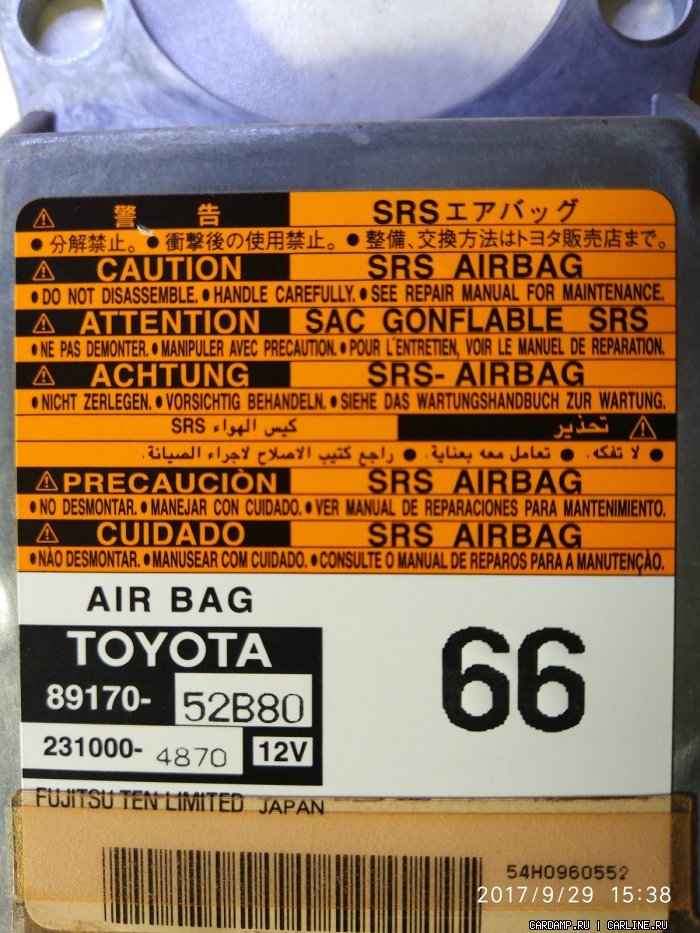 ⚠ 警告 SRSエアバッグ
● 分解禁止。 ● 衝撃後の使用禁止。 ● 整備、交換方法はトヨタ販売店まで。
⚠ CAUTION SRS AIRBAG
● DO NOT DISASSEMBLE. ● HANDLE CAREFULLY. ● SEE REPAIR MANUAL FOR MAINTENANCE.
⚠ ATTENTION SAC GONFLABLE SRS
● NE PAS DEMONTER. ● MANIPULER AVEC PRECAUTION. ● POUR L'ENTRETIEN, VOIR LE MANUEL DE REPARATION.
⚠ ACHTUNG SRS- AIRBAG
● NICHT ZERLEGEN. ● VORSICHTIG BEHANDELN. ● SIEHE DAS WARTUNGSHANDBUCH ZUR WARTUNG.
⚠ تحذير كيس الهواء SRS
● لا تفكه. ● تعامل معه بعناية. ● راجع كتيب الاصلاح لاجراء الصيانة.
⚠ PRECAUCIÒN SRS AIRBAG
● NO DESMONTAR. ● MANEJAR CON CUIDADO. ● VER MANUAL DE REPARACIONES PARA MANTENIMIENTO.
⚠ CUIDADO SRS AIRBAG
● NÃO DESMONTAR. ● MANUSEAR COM CUIDADO. ● CONSULTE O MANUAL DE REPAROS PARA A MANUTENÇÃO.
AIR BAG
TOYOTA
89170- 52B80
231000- 4870 12V
66
FUJITSU TEN LIMITED JAPAN
54H0960552
2017/9/29 15:38
CARDAMP.RU | CARLINE.RU